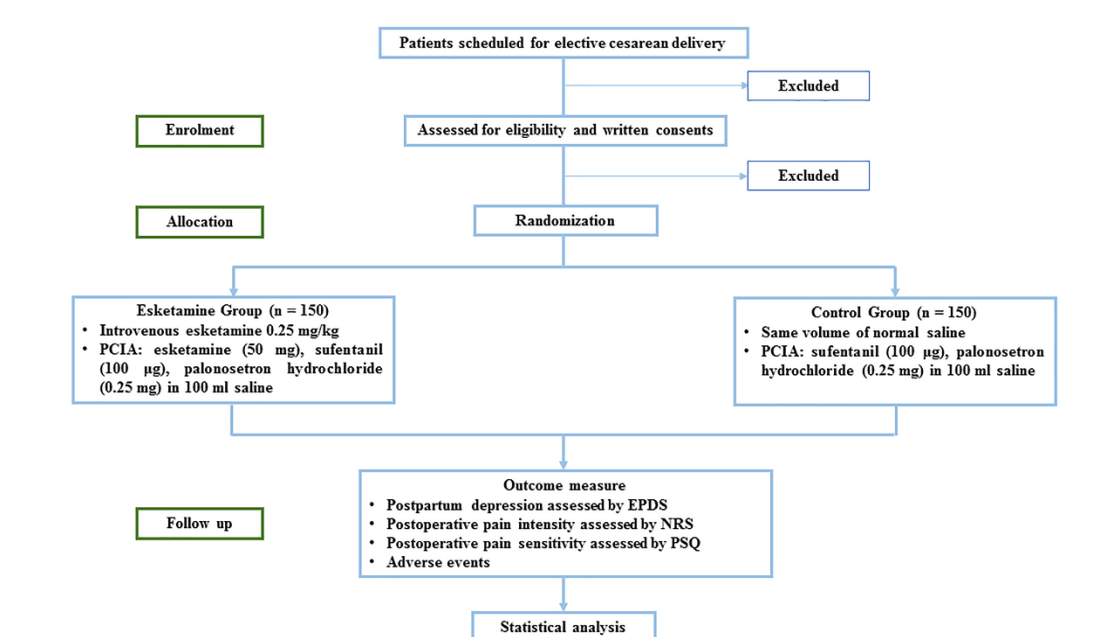 Patients scheduled for elective cesarean delivery
Excluded
Enrolment
Assessed for eligibility and written consents
Excluded
Allocation
Randomization
Esketamine Group (n = 150)
• Introvenous esketamine 0.25 mg/kg
• PCIA: esketamine (50 mg), sufentanil
(100 μg), palonosetron hydrochloride
(0.25 mg) in 100 ml saline
Control Group (n = 150)
• Same volume of normal saline
• PCIA: sufentanil (100 μg), palonosetron
hydrochloride (0.25 mg) in 100 ml saline
Outcome measure
• Postpartum depression assessed by EPDS
• Postoperative pain intensity assessed by NRS
• Postoperative pain sensitivity assessed by PSQ
• Adverse events
Follow up
Statistical analysis